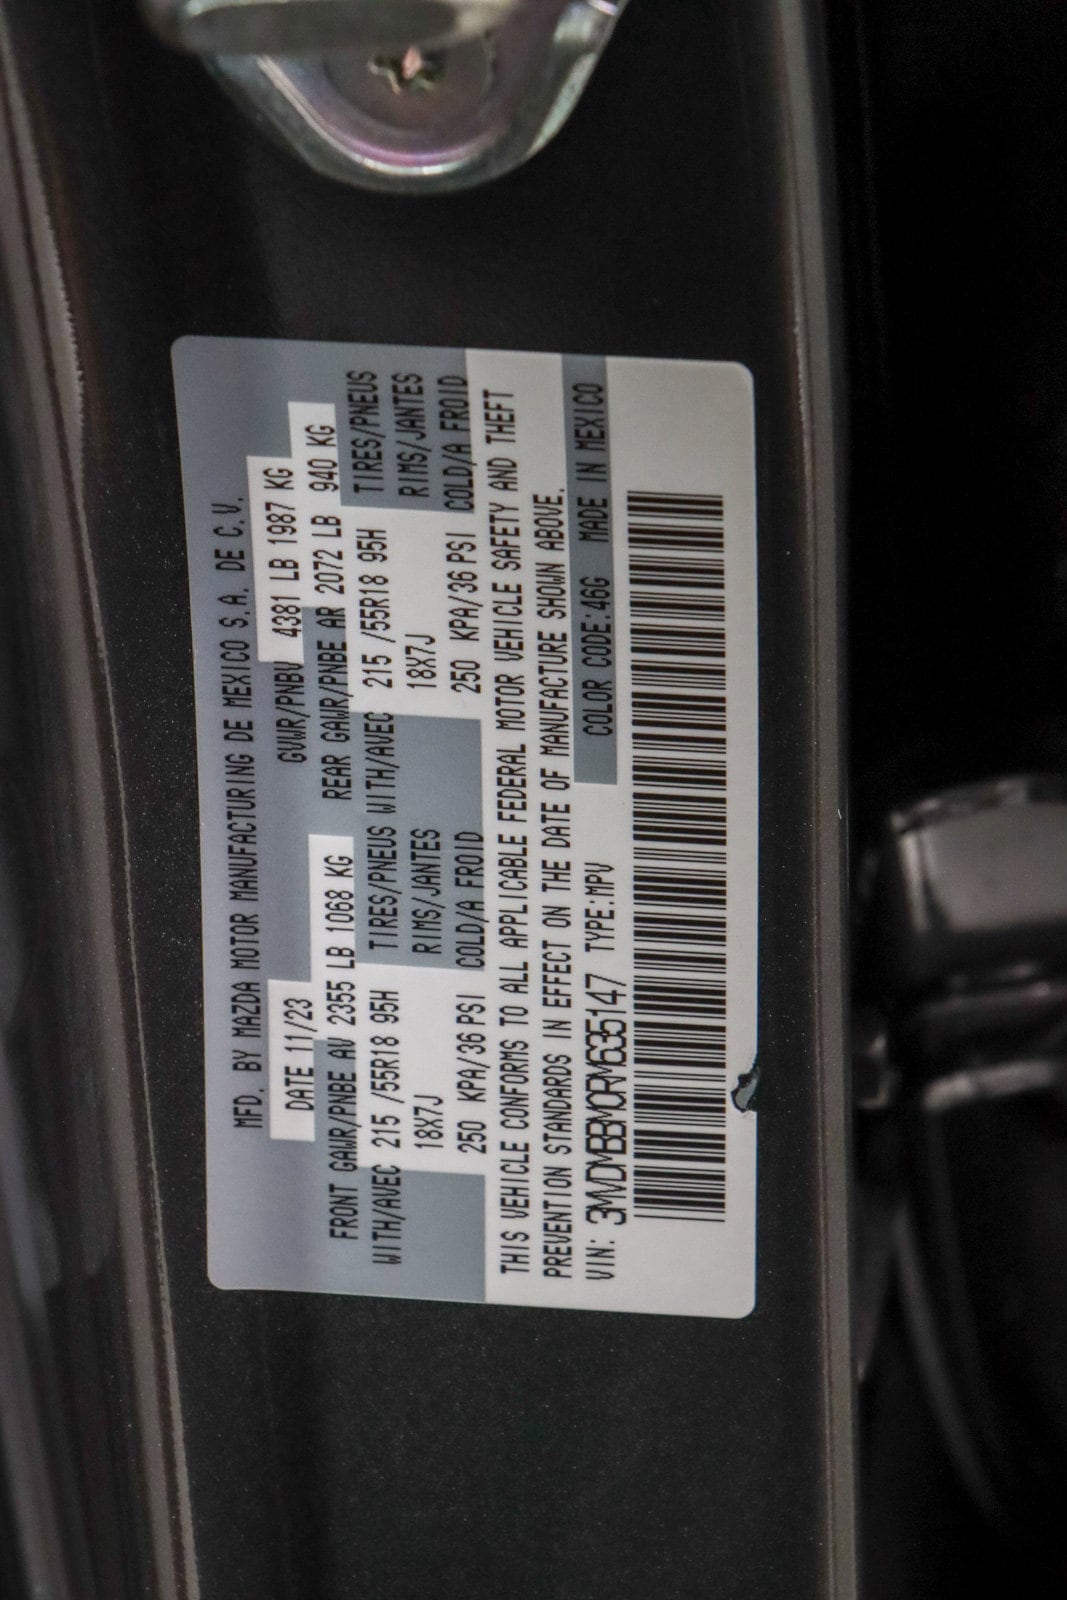 MFD. BY MAZDA MOTOR MANUFACTURING DE MEXICO S.A. DE C.V.
DATE 11/23 GVWR/PNBV 4381 LB 1987 KG
FRONT GAWR/PNBE AV 2355 LB 1068 KG REAR GAWR/PNBE AR 2072 LB 940 KG
WITH/AVEC 215 /55R18 95H TIRES/PNEUS WITH/AVEC 215 /55R18 95H TIRES/PNEUS
18X7J RIMS/JANTES 18X7J RIMS/JANTES
250 KPA/36 PSI COLD/A FROID 250 KPA/36 PSI COLD/A FROID
THIS VEHICLE CONFORMS TO ALL APPLICABLE FEDERAL MOTOR VEHICLE SAFETY AND THEFT
PREVENTION STANDARDS IN EFFECT ON THE DATE OF MANUFACTURE SHOWN ABOVE.
VIN: 3MVDMBBM0RM635147 TYPE:MPV COLOR CODE:46G MADE IN MEXICO